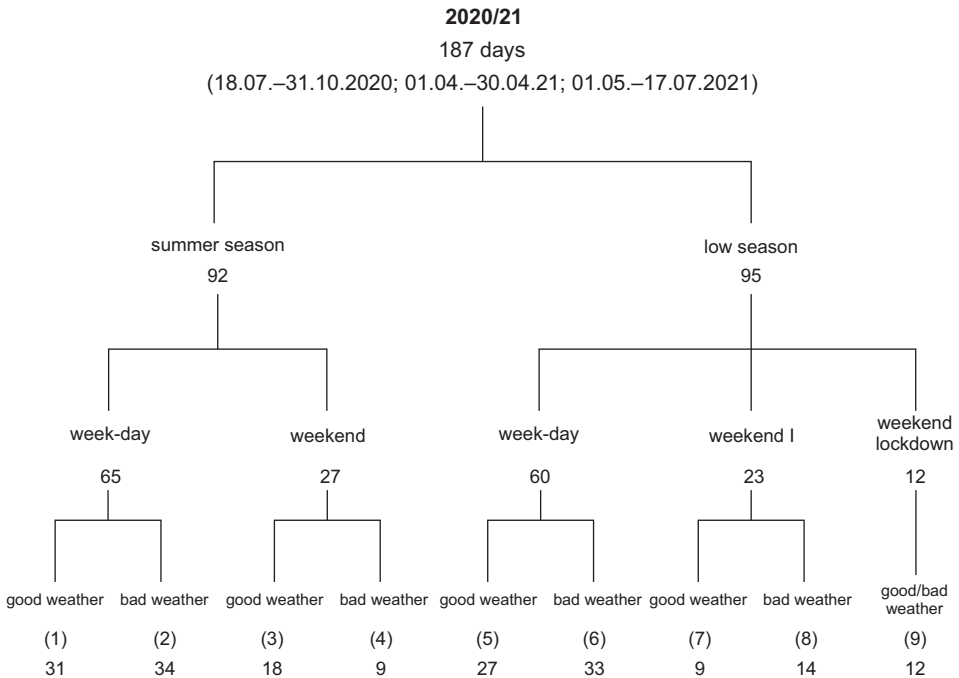 2020/21
187 days
(18.07.–31.10.2020; 01.04.–30.04.21; 01.05.–17.07.2021)
summer season
low season
92
95
week-day
weekend
week-day
weekend I
weekend
lockdown
65
27
60
23
12
good weather
bad weather
good weather
bad weather
good weather
bad weather
good weather
bad weather
good/bad
weather
(1)
(2)
(3)
(4)
(5)
(6)
(7)
(8)
(9)
31
34
18
9
27
33
9
14
12